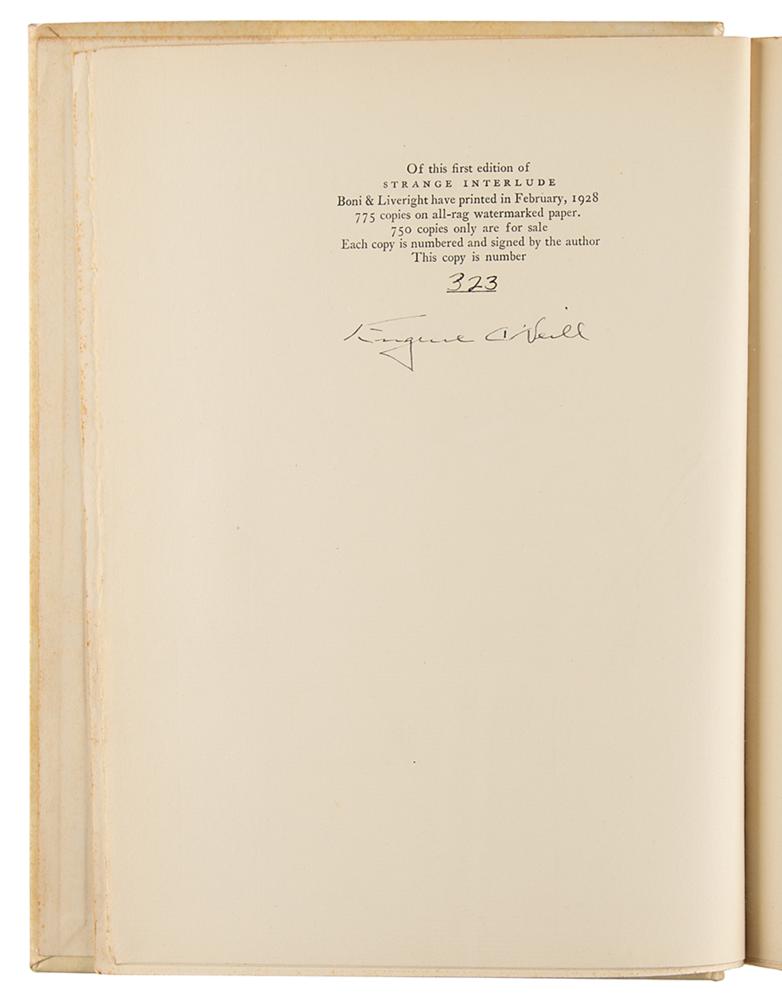 Of this first edition of
STRANGE INTERLUDE
Boni & Liveright have printed in February, 1928
775 copies on all-rag watermarked paper.
750 copies only are for sale
Each copy is numbered and signed by the author
This copy is number
323
Eugene O'Neill